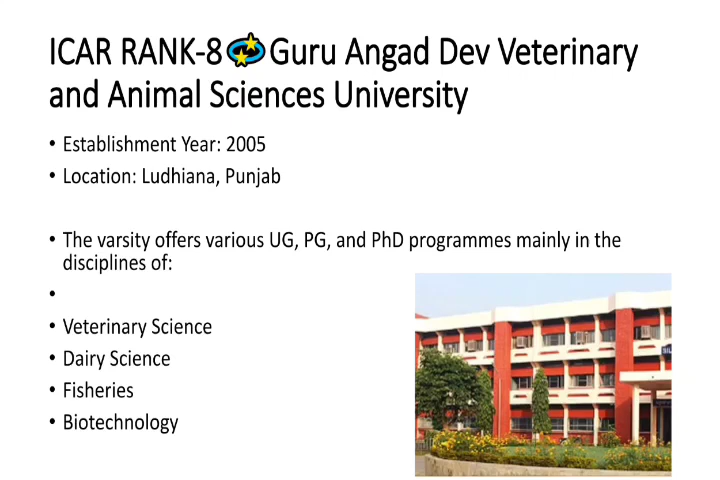 ICAR RANK-8💫Guru Angad Dev Veterinary
and Animal Sciences University
• Establishment Year: 2005
• Location: Ludhiana, Punjab
• The varsity offers various UG, PG, and PhD programmes mainly in the
disciplines of:
•
• Veterinary Science
• Dairy Science
• Fisheries
• Biotechnology